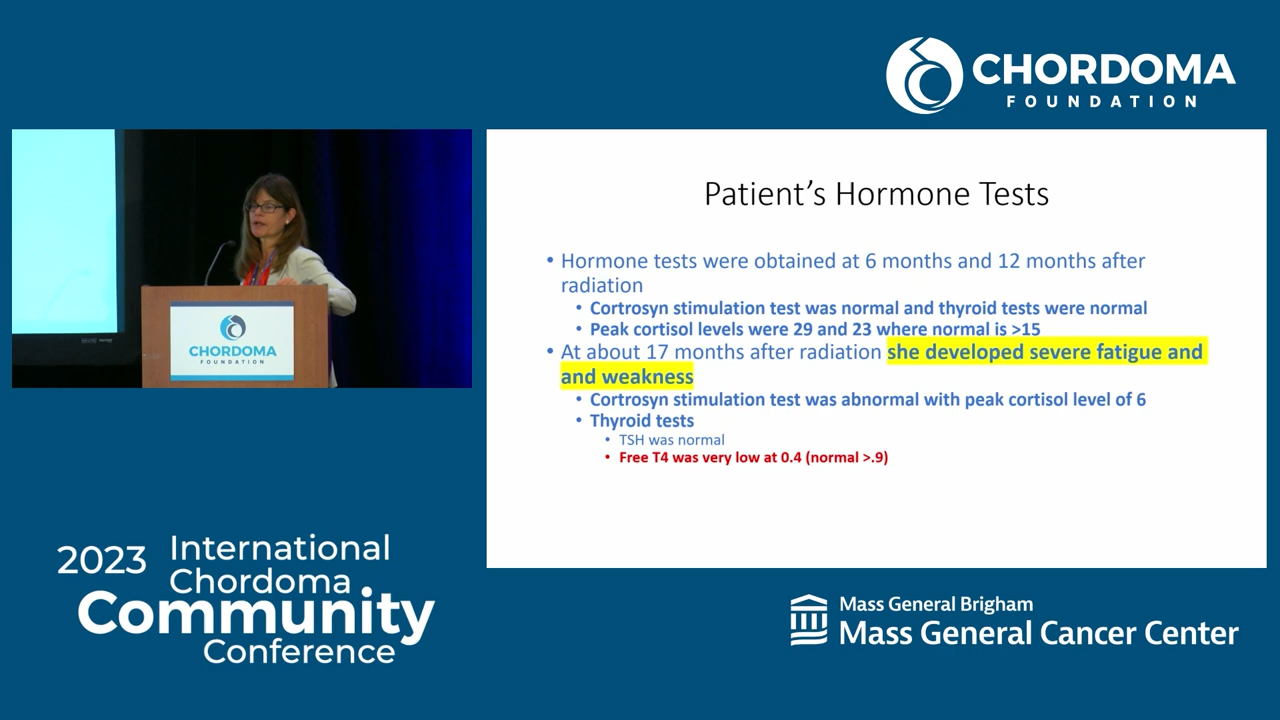 CHORDOMA
FOUNDATION
CHORDOMA
FOUNDATION
Patient’s Hormone Tests
• Hormone tests were obtained at 6 months and 12 months after
radiation
• Cortrosyn stimulation test was normal and thyroid tests were normal
• Peak cortisol levels were 29 and 23 where normal is >15
• At about 17 months after radiation she developed severe fatigue and
and weakness
• Cortrosyn stimulation test was abnormal with peak cortisol level of 6
• Thyroid tests
• TSH was normal
• Free T4 was very low at 0.4 (normal >.9)
2023 International
Chordoma
Community
Conference
Mass General Brigham
Mass General Cancer Center